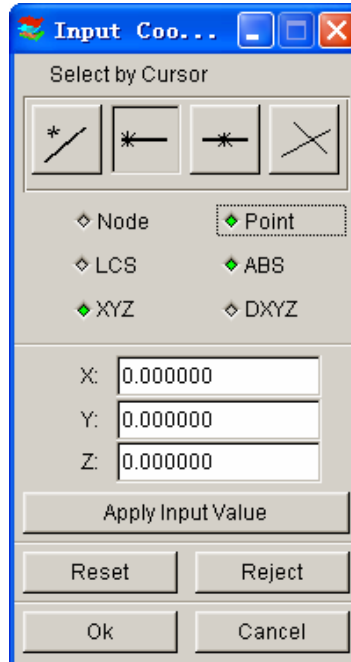 Input Coo...
Select by Cursor
Node Point
LCS ABS
XYZ DXYZ
X: 0.000000
Y: 0.000000
Z: 0.000000
Apply Input Value
Reset Reject
Ok Cancel